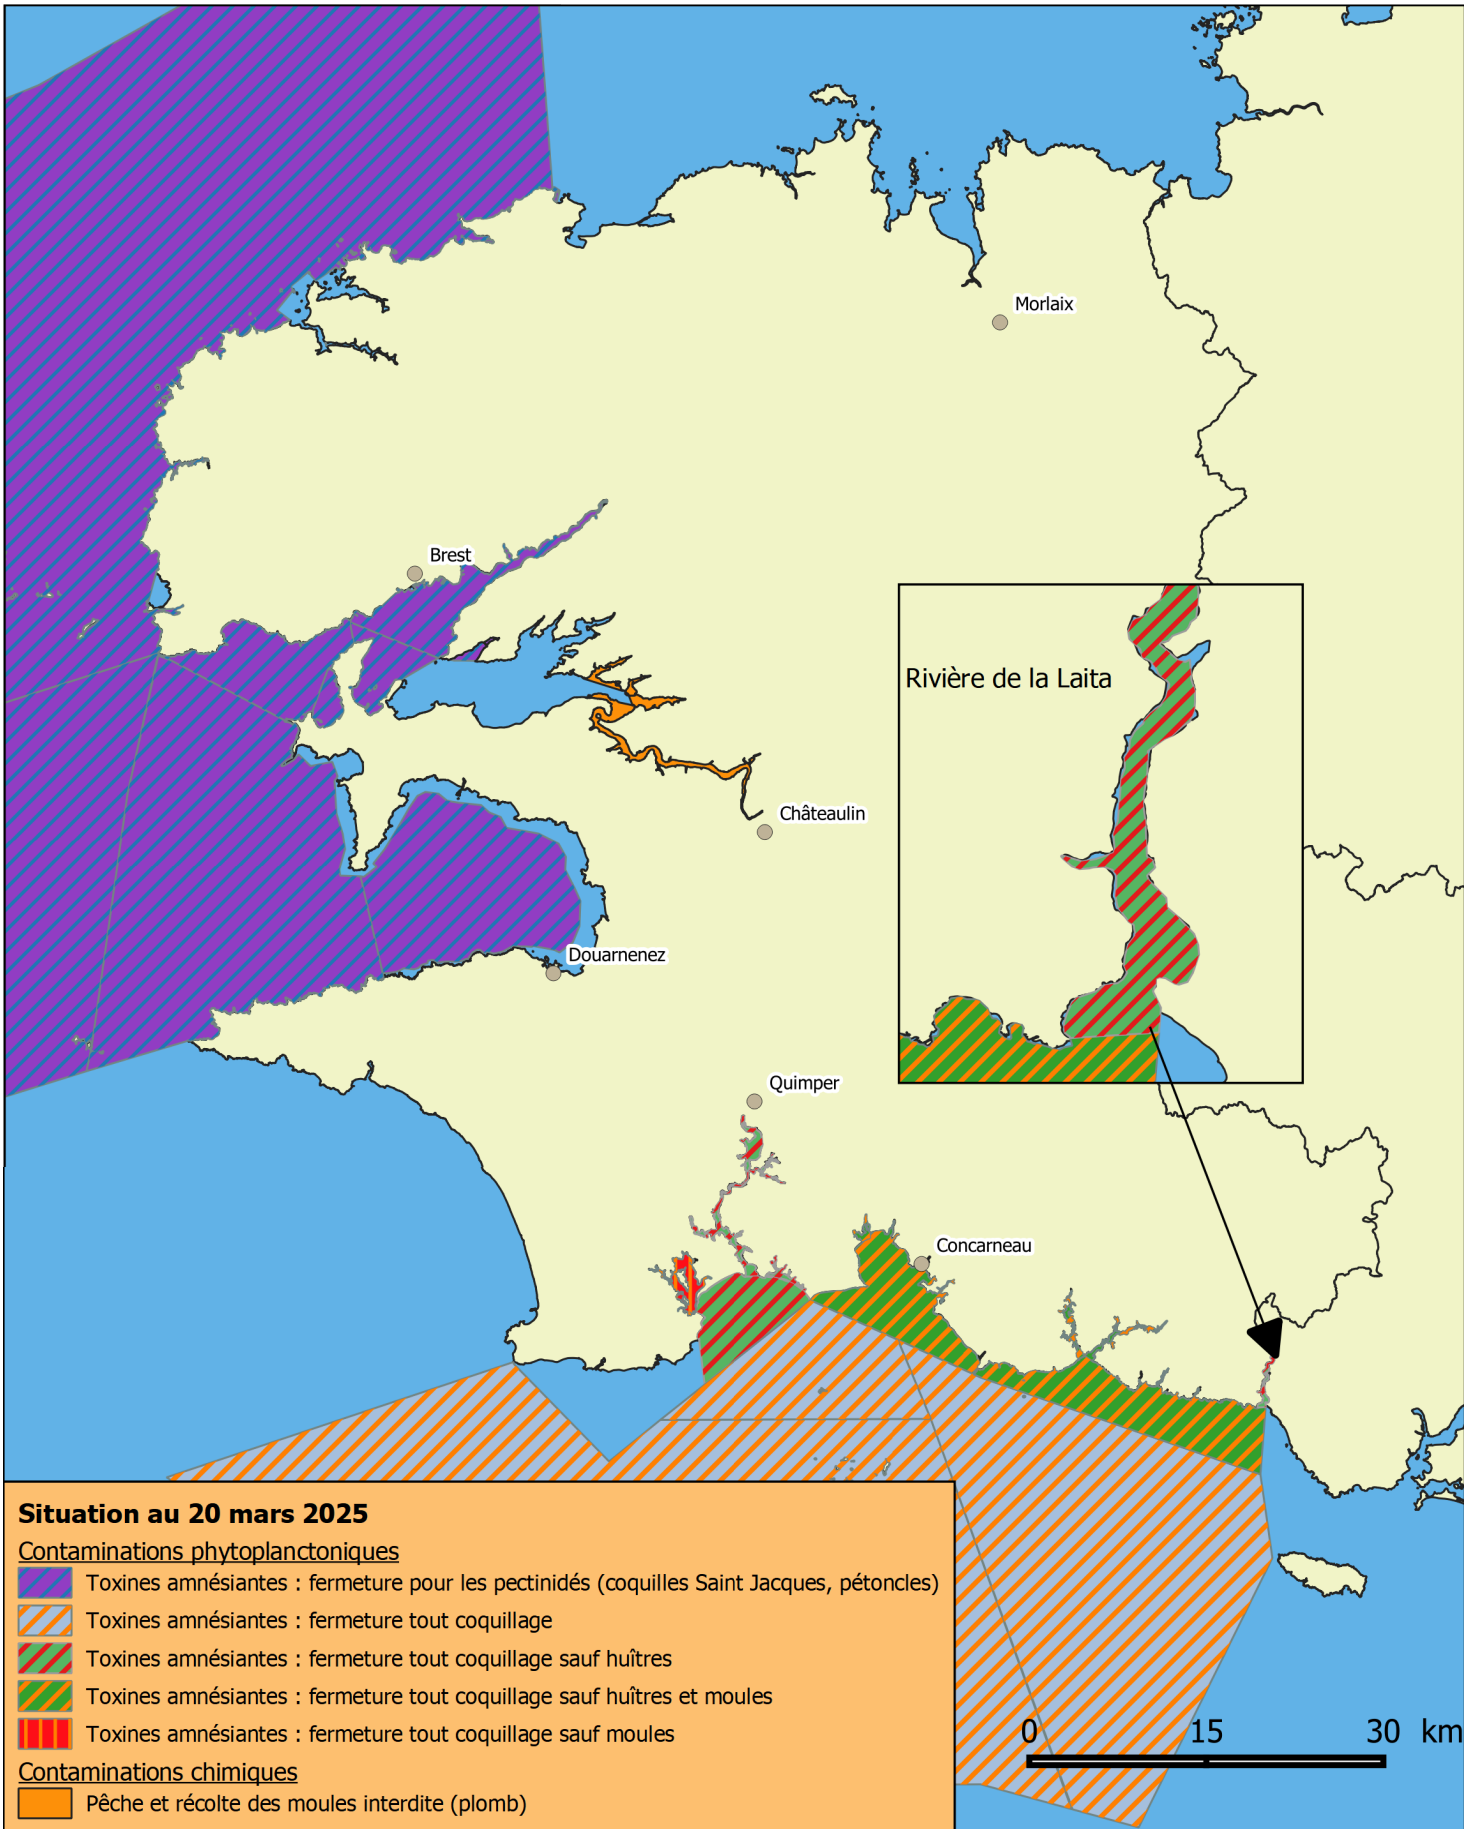 Morlaix
Brest
Rivière de la Laita
Châteaulin
Douarnenez
Quimper
Concarneau
Situation au 20 mars 2025
Contaminations phytoplanctoniques
Toxines amnésiantes : fermeture pour les pectinidés (coquilles Saint Jacques, pétoncles)
Toxines amnésiantes : fermeture tout coquillage
Toxines amnésiantes : fermeture tout coquillage sauf huîtres
Toxines amnésiantes : fermeture tout coquillage sauf huîtres et moules
Toxines amnésiantes : fermeture tout coquillage sauf moules
Contaminations chimiques
Pêche et récolte des moules interdite (plomb)
0 15 30 km